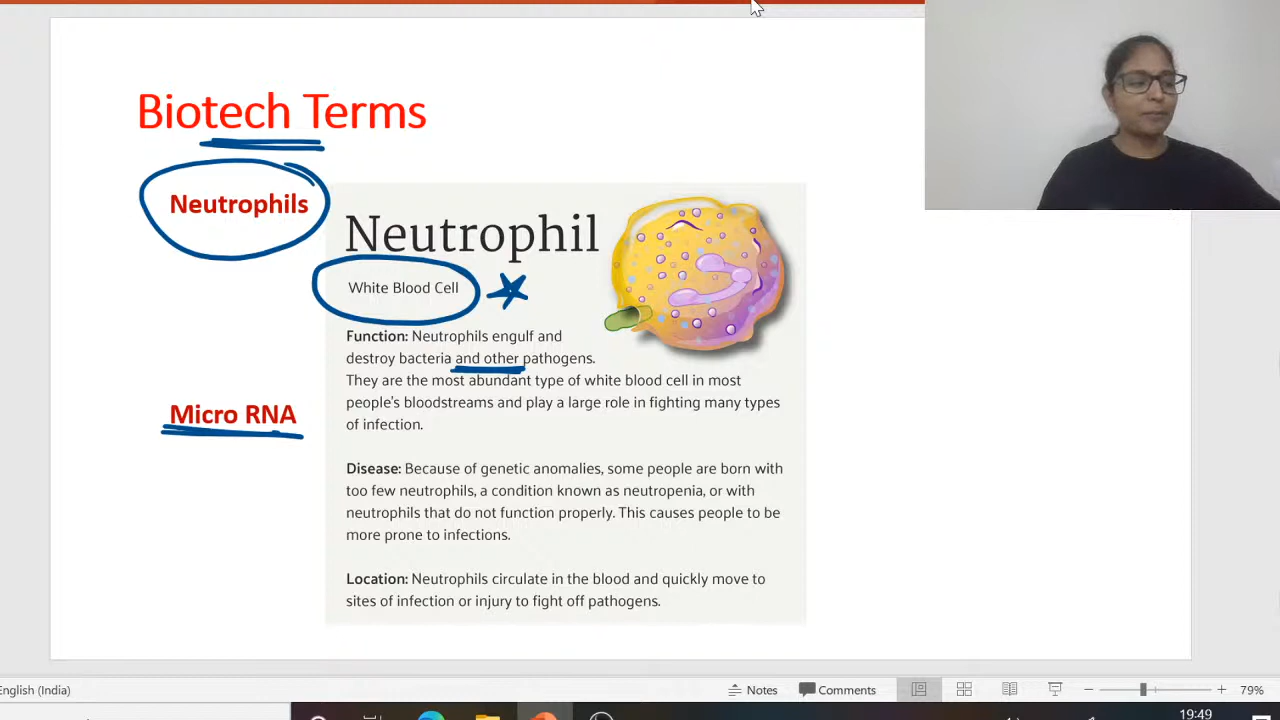 Biotech Terms
Neutrophils
Neutrophil
White Blood Cell
Function: Neutrophils engulf and
destroy bacteria and other pathogens.
They are the most abundant type of white blood cell in most
people's bloodstreams and play a large role in fighting many types
of infection.
Micro RNA
Disease: Because of genetic anomalies, some people are born with
too few neutrophils, a condition known as neutropenia, or with
neutrophils that do not function properly. This causes people to be
more prone to infections.
Location: Neutrophils circulate in the blood and quickly move to
sites of infection or injury to fight off pathogens.
English (India)
Notes
Comments
79%
19:49